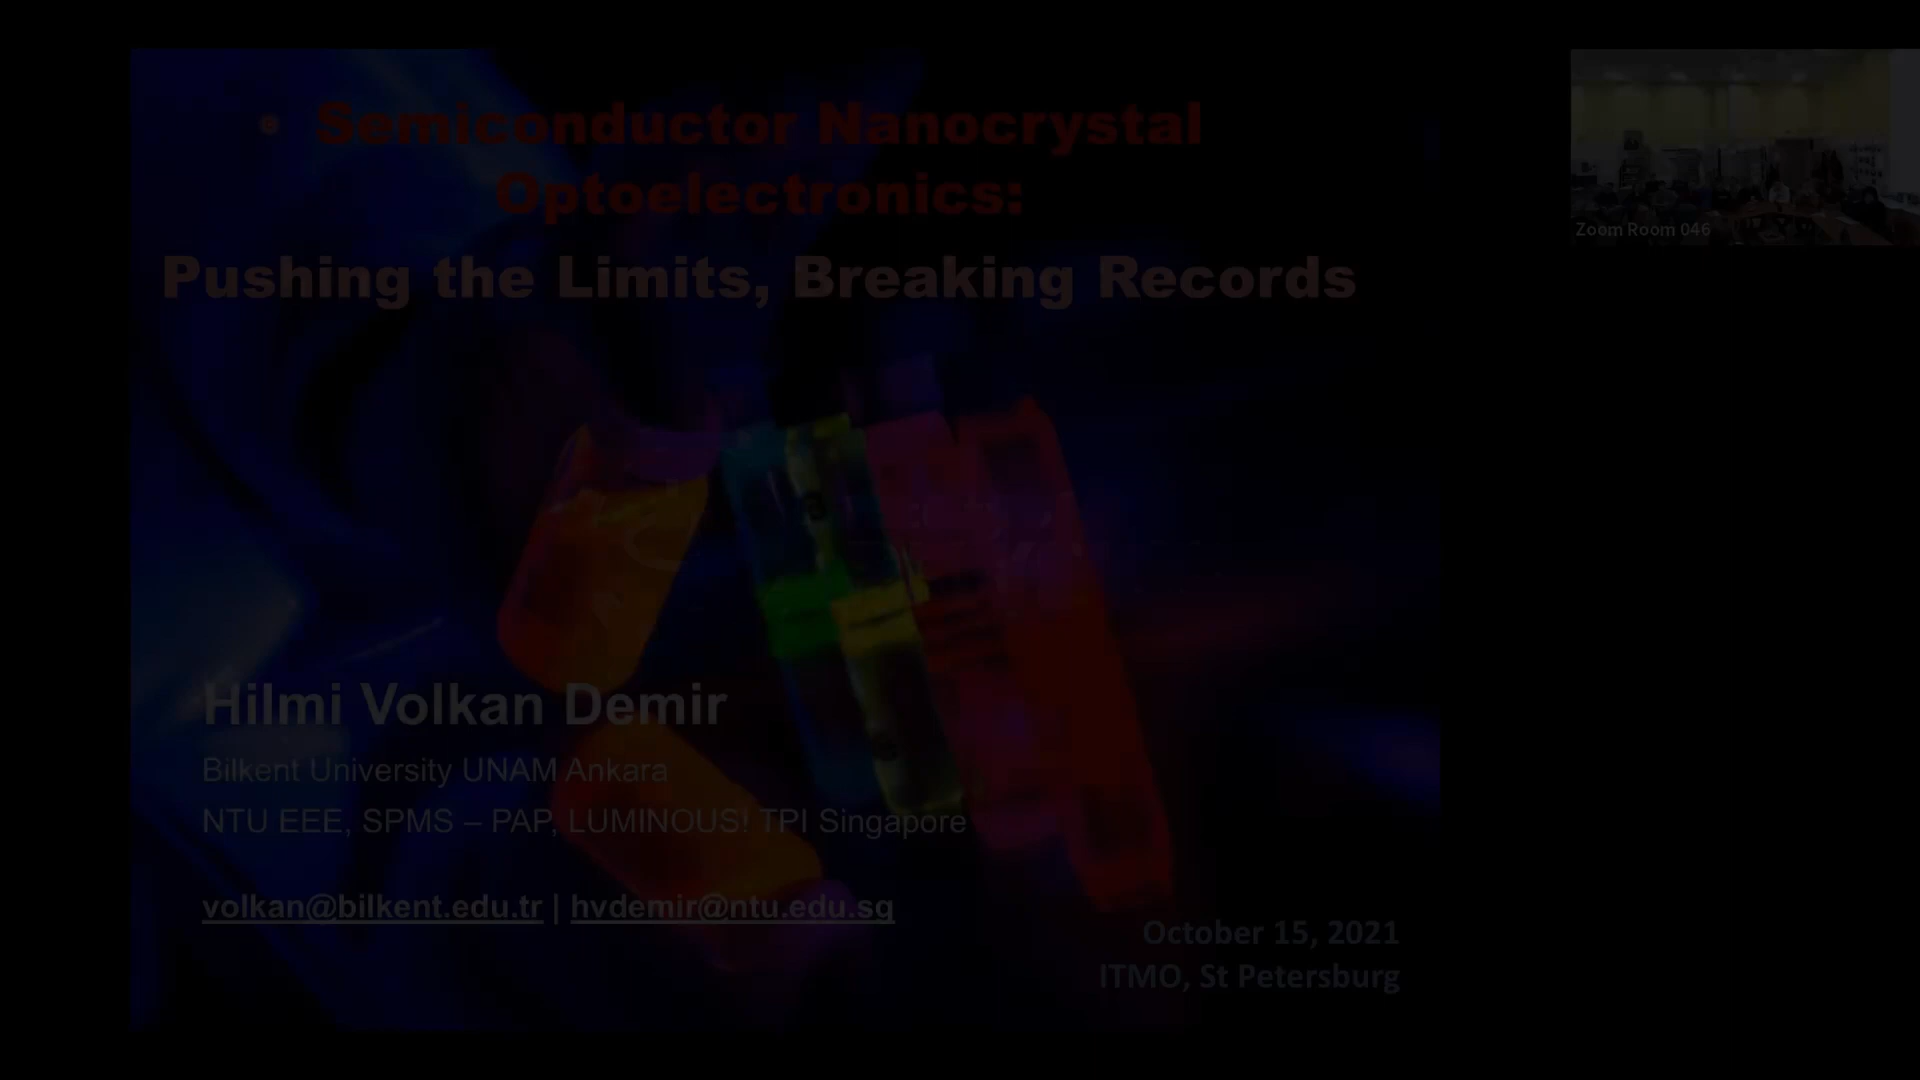 • Semiconductor Nanocrystal
Optoelectronics:
Pushing the Limits, Breaking Records
Zoom Room 046
Hilmi Volkan Demir
Bilkent University UNAM Ankara
NTU EEE, SPMS – PAP, LUMINOUS! TPI Singapore
volkan@bilkent.edu.tr | hvdemir@ntu.edu.sg
October 15, 2021
ITMO, St Petersburg